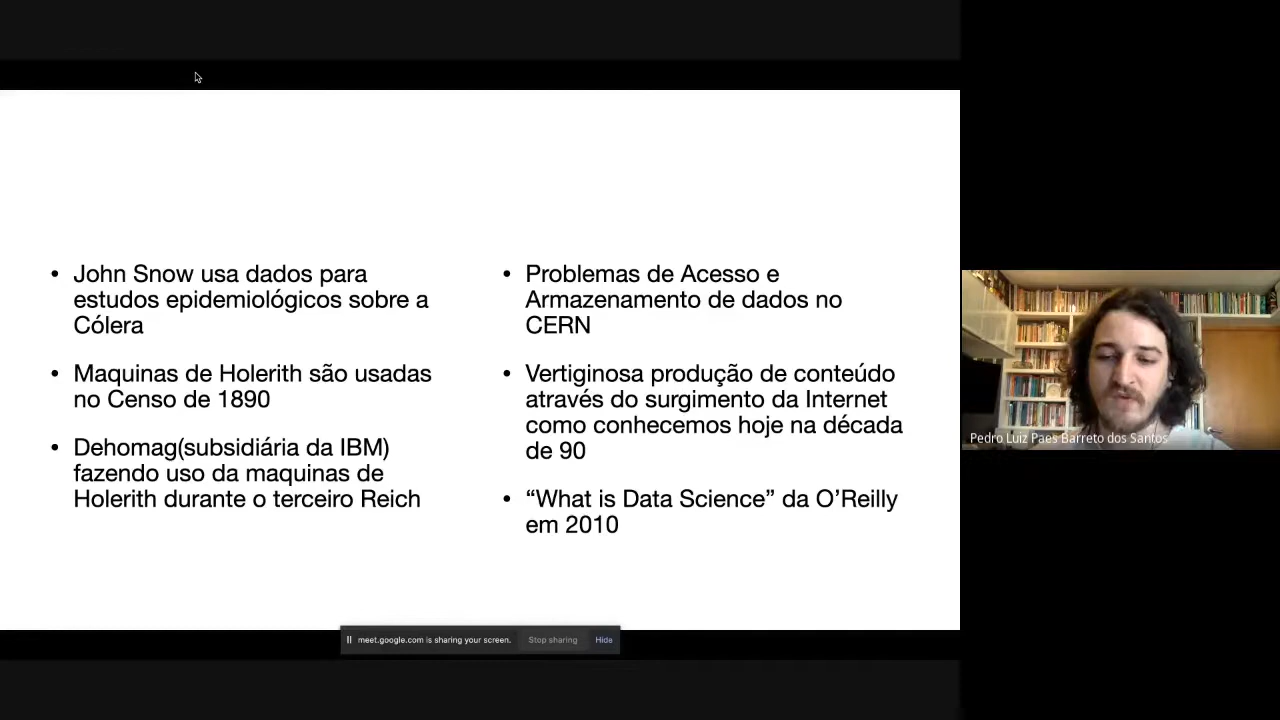 • John Snow usa dados para
estudos epidemiológicos sobre a
Cólera
• Maquinas de Holerith são usadas
no Censo de 1890
• Dehomag(subsidiária da IBM)
fazendo uso da maquinas de
Holerith durante o terceiro Reich
• Problemas de Acesso e
Armazenamento de dados no
CERN
• Vertiginosa produção de conteúdo
através do surgimento da Internet
como conhecemos hoje na década
de 90
• “What is Data Science” da O’Reilly
em 2010
Pedro Luiz Paes Barreto dos Santos
meet.google.com is sharing your screen. Stop sharing Hide